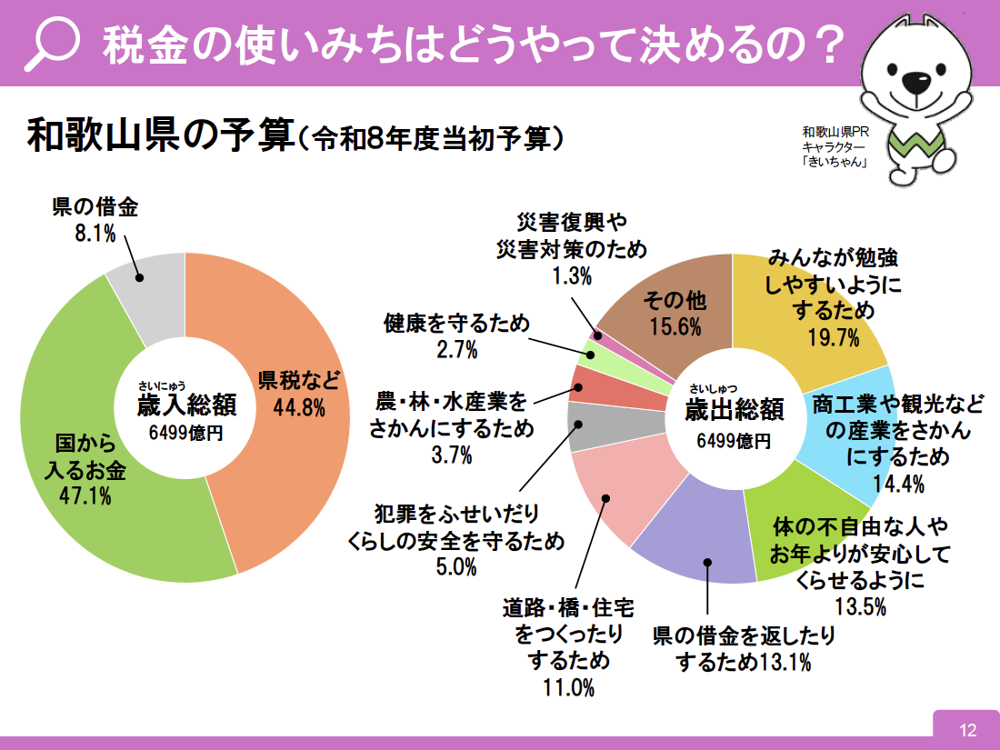 税金の使いみちはどうやって決めるの？
和歌山県の予算（令和8年度当初予算）
和歌山県PR
キャラクター
「きいちゃん」
県の借金
8.1%
県税など
44.8%
国から
入るお金
47.1%
さいにゅう
歳入総額
6499億円
災害復興や
災害対策のため
1.3%
その他
15.6%
みんなが勉強
しやすいように
するため
19.7%
健康を守るため
2.7%
農・林・水産業を
さかんにするため
3.7%
さいしゅつ
歳出総額
6499億円
商工業や観光など
の産業をさかん
にするため
14.4%
犯罪をふせいだり
くらしの安全を守るため
5.0%
体の不自由な人や
お年よりが安心して
くらせるように
13.5%
道路・橋・住宅
をつくったり
するため
11.0%
県の借金を返したり
するため13.1%
12